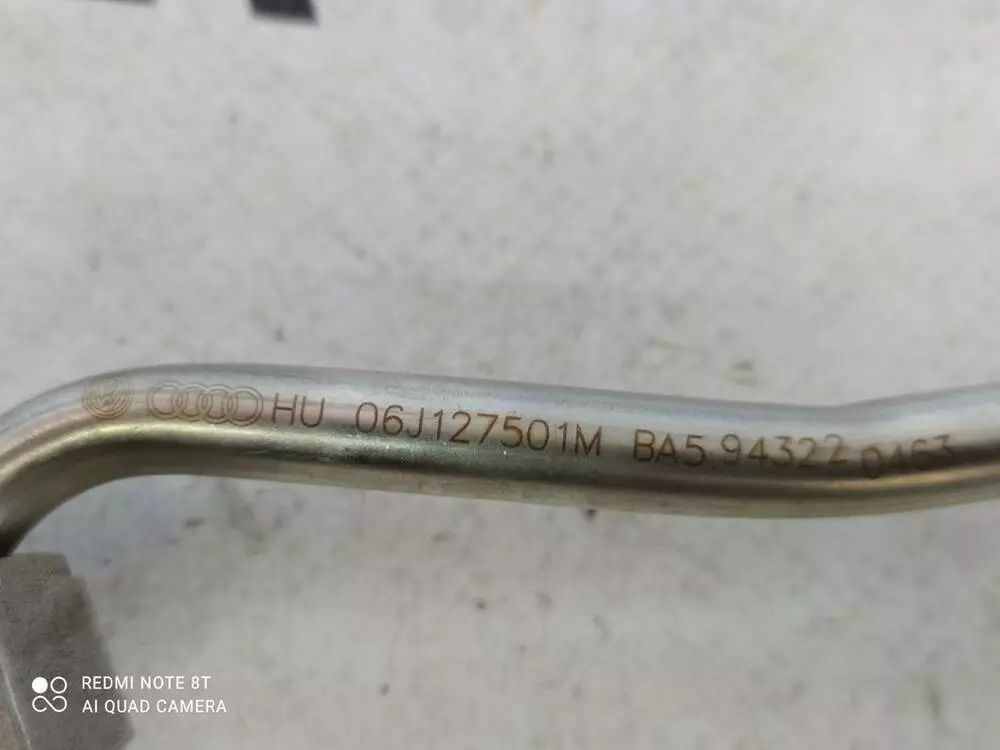 HU 06J127501M BA5 94322 0463
REDMI NOTE 8T
AI QUAD CAMERA